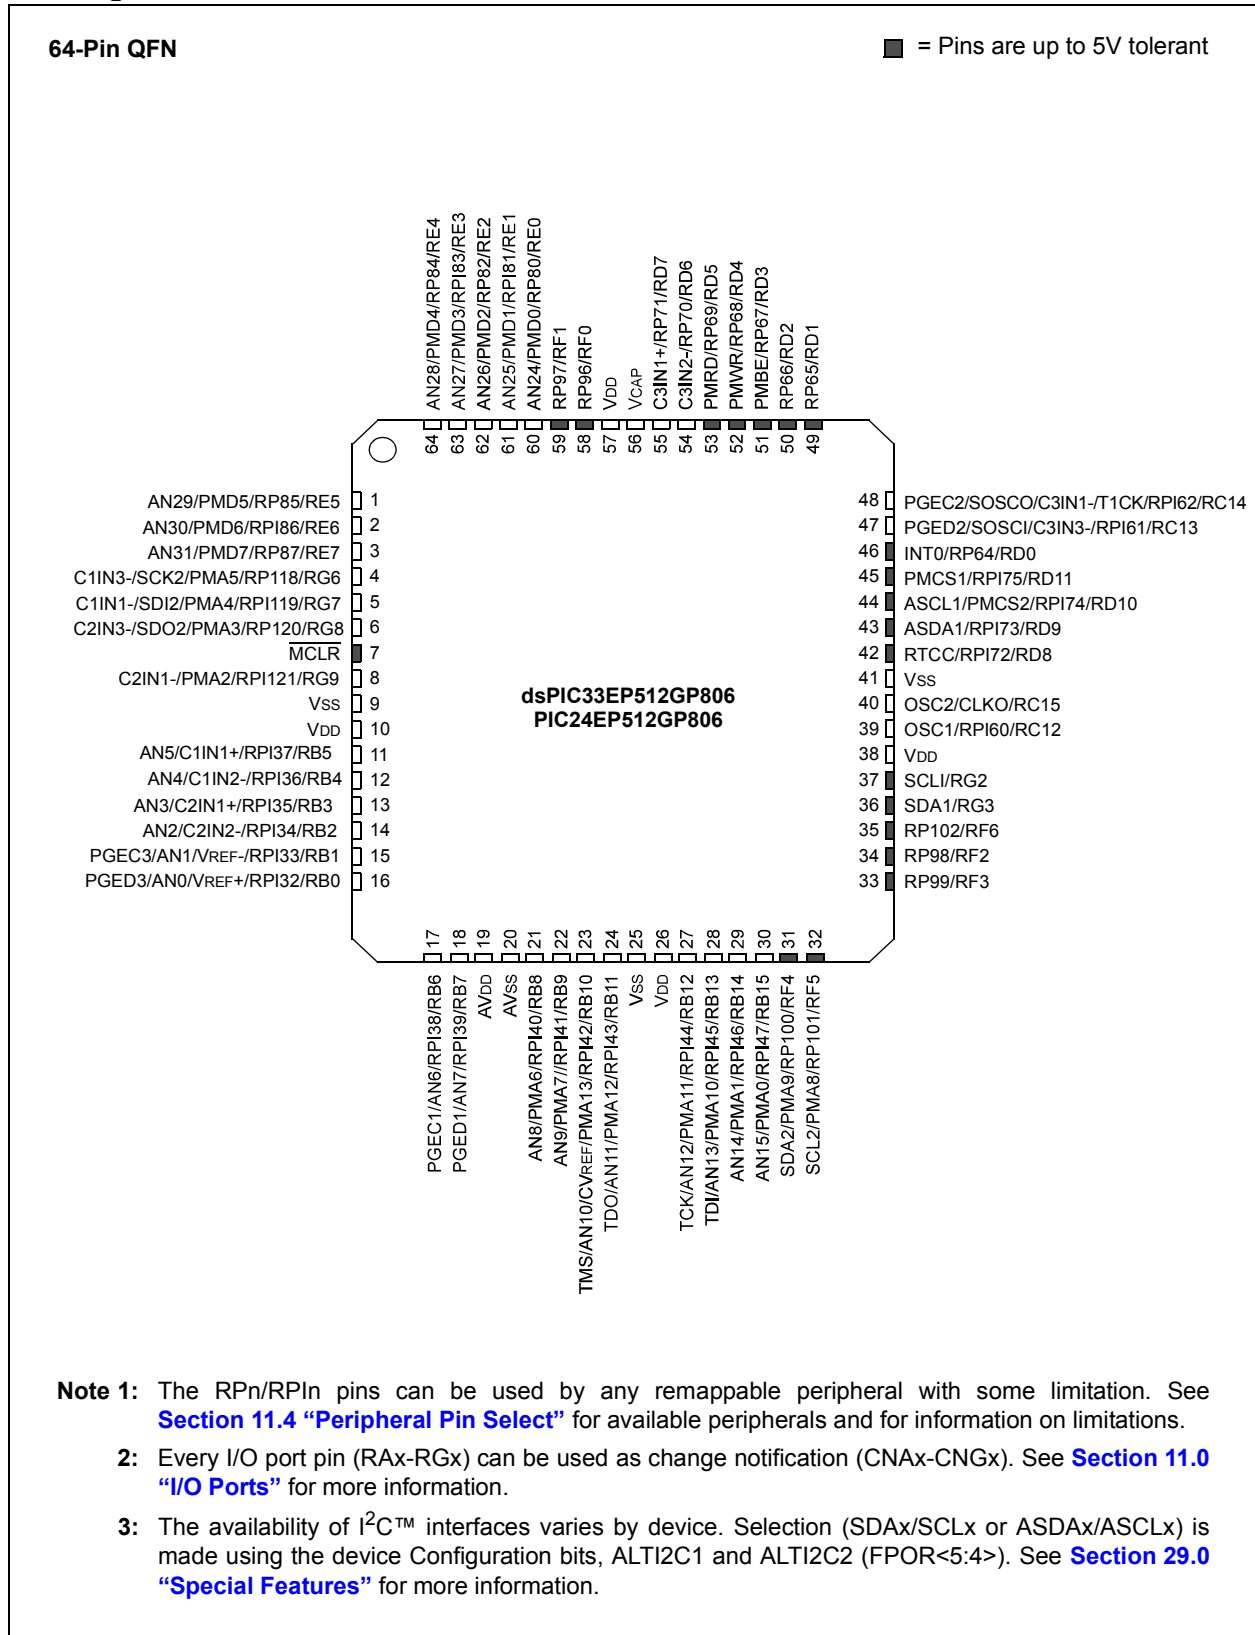 64-Pin QFN
= Pins are up to 5V tolerant
AN28/PMD4/RP84/RE4
AN27/PMD3/RPI83/RE3
AN26/PMD2/RP82/RE2
AN25/PMD1/RPI81/RE1
AN24/PMD0/RP80/RE0
RP97/RF1
RP96/RF0
VDD
VCAP
C3IN1+/RP71/RD7
C3IN2-/RP70/RD6
PMRD/RP69/RD5
PMWR/RP68/RD4
PMBE/RP67/RD3
RP66/RD2
RP65/RD1
64 63 62 61 60 59 58 57 56 55 54 53 52 51 50 49
AN29/PMD5/RP85/RE5 1
AN30/PMD6/RPI86/RE6 2
AN31/PMD7/RP87/RE7 3
C1IN3-/SCK2/PMA5/RP118/RG6 4
C1IN1-/SDI2/PMA4/RPI119/RG7 5
C2IN3-/SDO2/PMA3/RP120/RG8 6
MCLR 7
C2IN1-/PMA2/RPI121/RG9 8
VSS 9
VDD 10
AN5/C1IN1+/RPI37/RB5 11
AN4/C1IN2-/RPI36/RB4 12
AN3/C2IN1+/RPI35/RB3 13
AN2/C2IN2-/RPI34/RB2 14
PGEC3/AN1/VREF-/RPI33/RB1 15
PGED3/AN0/VREF+/RPI32/RB0 16
dsPIC33EP512GP806
PIC24EP512GP806
48 PGEC2/SOSCO/C3IN1-/T1CK/RPI62/RC14
47 PGED2/SOSCI/C3IN3-/RPI61/RC13
46 INT0/RP64/RD0
45 PMCS1/RPI75/RD11
44 ASCL1/PMCS2/RPI74/RD10
43 ASDA1/RPI73/RD9
42 RTCC/RPI72/RD8
41 VSS
40 OSC2/CLKO/RC15
39 OSC1/RPI60/RC12
38 VDD
37 SCLI/RG2
36 SDA1/RG3
35 RP102/RF6
34 RP98/RF2
33 RP99/RF3
17 18 19 20 21 22 23 24 25 26 27 28 29 30 31 32
PGEC1/AN6/RPI38/RB6
PGED1/AN7/RPI39/RB7
AVDD
AVSS
AN8/PMA6/RPI40/RB8
AN9/PMA7//RPI41/RB9
TMS/AN10/CVREF/PMA13/RPI42/RB10
TDO/AN11/PMA12/RPI43/RB11
VSS
VDD
TCK/AN12/PMA11/RPI44/RB12
TDI/AN13/PMA10/RPI45/RB13
AN14/PMA1/RPI46/RB14
AN15/PMA0/RPI47/RB15
SDA2/PMA9/RP100/RF4
SCL2/PMA8/RP101/RF5
Note 1: The RPn/RPIn pins can be used by any remappable peripheral with some limitation. See
Section 11.4 “Peripheral Pin Select” for available peripherals and for information on limitations.
2: Every I/O port pin (RAx-RGx) can be used as change notification (CNAx-CNGx). See Section 11.0
“I/O Ports” for more information.
3: The availability of I2C™ interfaces varies by device. Selection (SDAx/SCLx or ASDAx/ASCLx) is
made using the device Configuration bits, ALTI2C1 and ALTI2C2 (FPOR<5:4>). See Section 29.0
“Special Features” for more information.